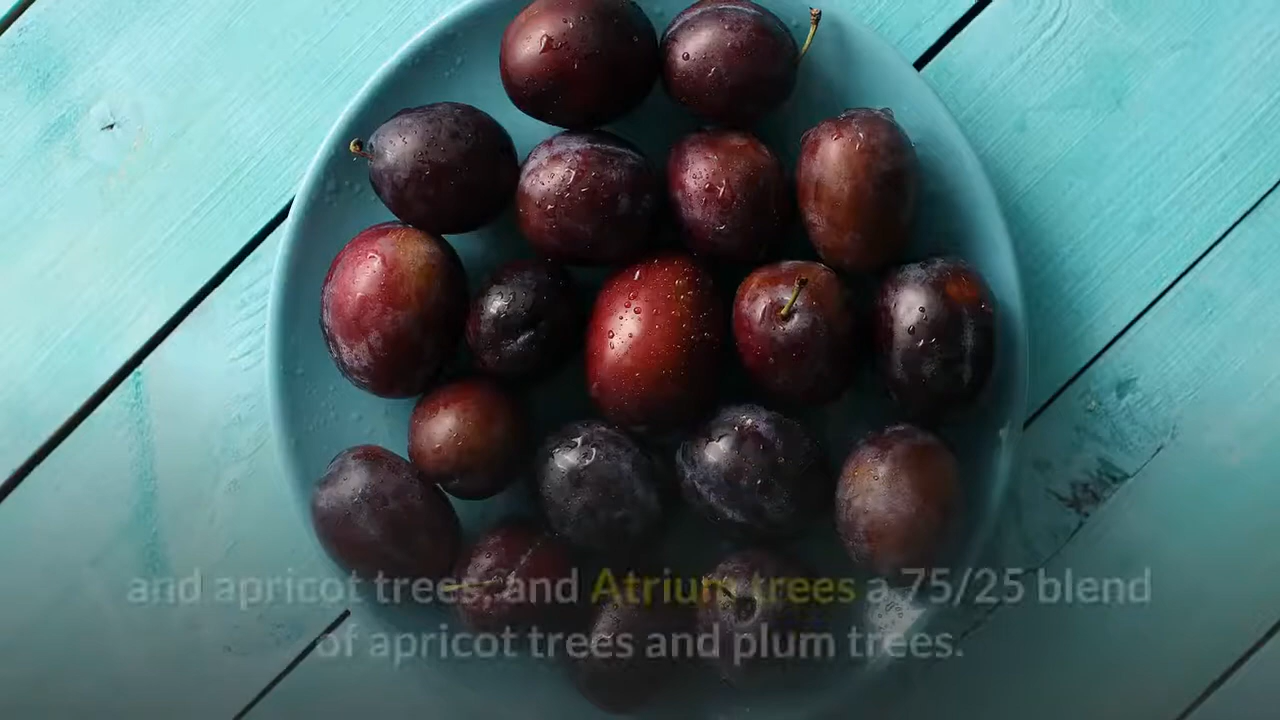 and apricot trees, and Atrium trees a 75/25 blend
of apricot trees and plum trees.